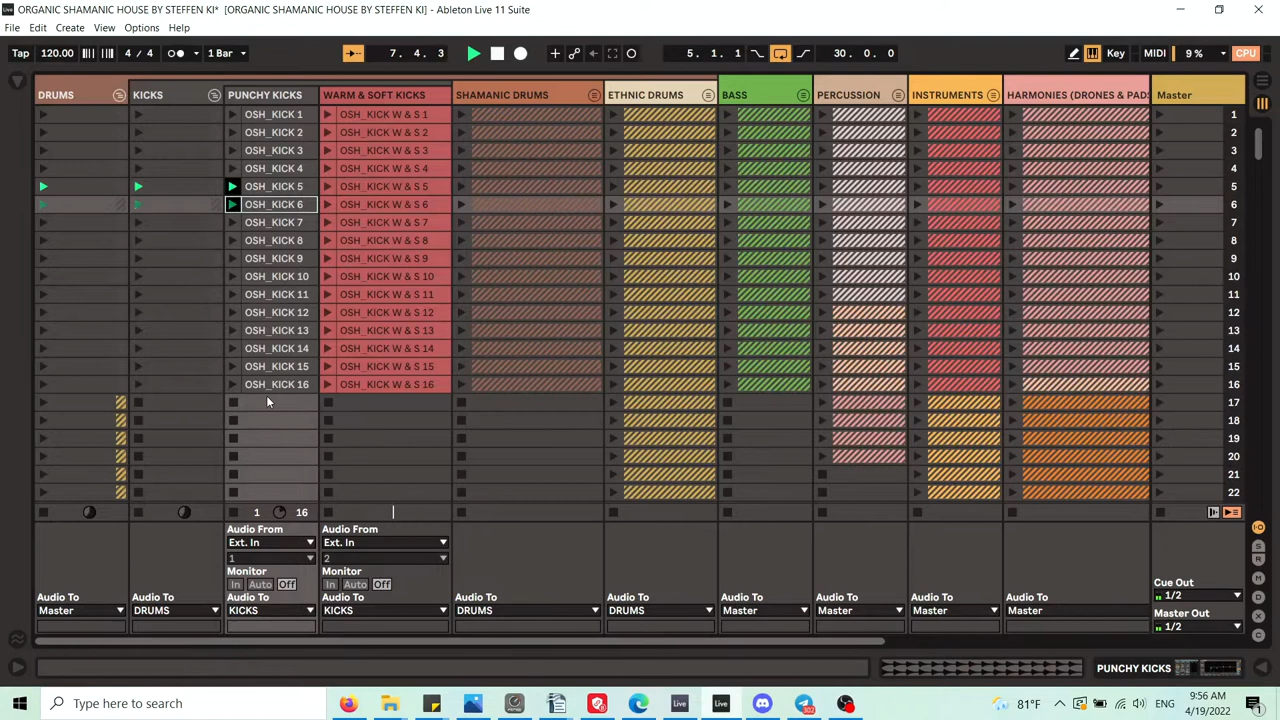 ORGANIC SHAMANIC HOUSE BY STEFFEN KI* [ORGANIC SHAMANIC HOUSE BY STEFFEN KI] - Ableton Live 11 Suite
File Edit Create View Options Help
Tap 120.00 4 / 4 1 Bar 7. 4. 3 5. 1. 1 30. 0. 0 Key MIDI 9 % CPU
DRUMS KICKS PUNCHY KICKS WARM & SOFT KICKS SHAMANIC DRUMS ETHNIC DRUMS BASS PERCUSSION INSTRUMENTS HARMONIES (DRONES & PADS Master
OSH_KICK 1 OSH_KICK W & S 1 1
OSH_KICK 2 OSH_KICK W & S 2 2
OSH_KICK 3 OSH_KICK W & S 3 3
OSH_KICK 4 OSH_KICK W & S 4 4
OSH_KICK 5 OSH_KICK W & S 5 5
OSH_KICK 6 OSH_KICK W & S 6 6
OSH_KICK 7 OSH_KICK W & S 7 7
OSH_KICK 8 OSH_KICK W & S 8 8
OSH_KICK 9 OSH_KICK W & S 9 9
OSH_KICK 10 OSH_KICK W & S 10 10
OSH_KICK 11 OSH_KICK W & S 11 11
OSH_KICK 12 OSH_KICK W & S 12 12
OSH_KICK 13 OSH_KICK W & S 13 13
OSH_KICK 14 OSH_KICK W & S 14 14
OSH_KICK 15 OSH_KICK W & S 15 15
OSH_KICK 16 OSH_KICK W & S 16 16
17
18
19
20
21
22
1 16
Audio From Audio From
Ext. In Ext. In
1 2
Monitor Monitor
In Auto Off In Auto Off Cue Out
1/2
Audio To Audio To Audio To Audio To Audio To Audio To Audio To Audio To Audio To Audio To
Master DRUMS KICKS KICKS DRUMS DRUMS Master Master Master Master
Master Out
1/2
PUNCHY KICKS
Type here to search 81°F ENG 9:56 AM
4/19/2022